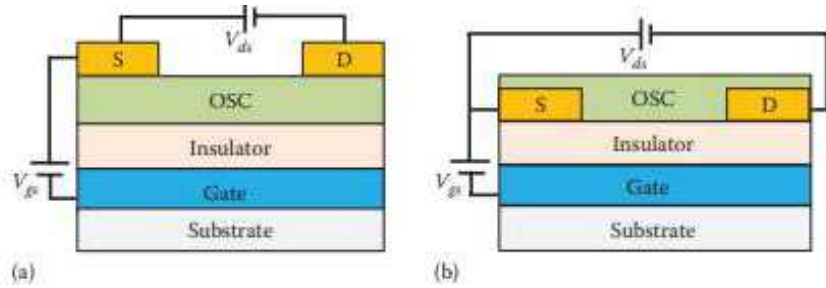 V_ds
S D
OSC
Insulator
V_gs
Gate
Substrate
(a)
V_ds
OSC
S D
Insulator
V_gs
Gate
Substrate
(b)